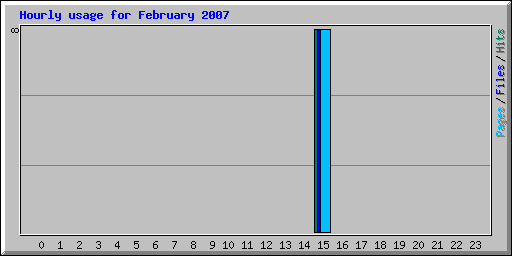 Hourly usage for February 2007
8
Pages/Files/Hits
0 1 2 3 4 5 6 7 8 9 10 11 12 13 14 15 16 17 18 19 20 21 22 23